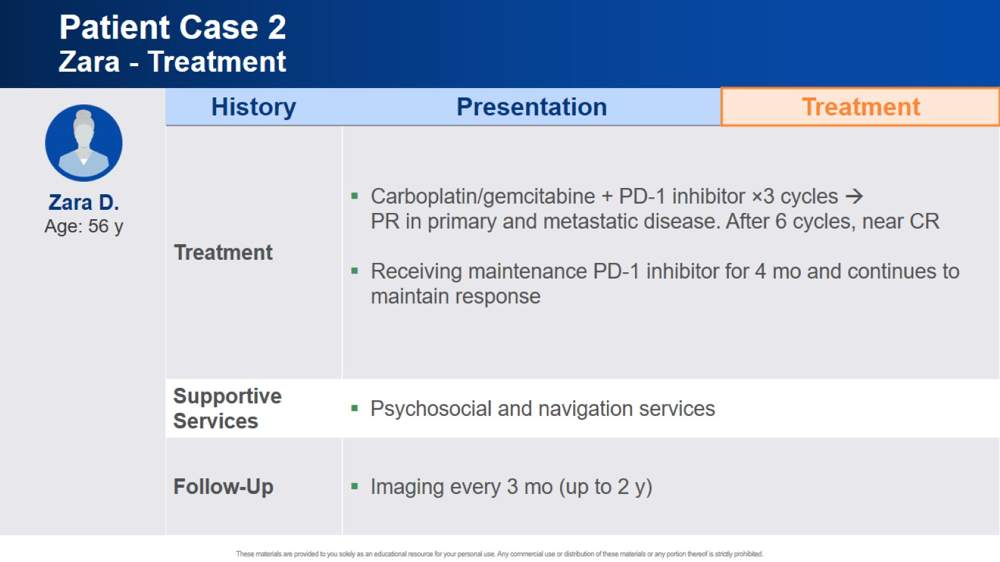 Patient Case 2
Zara - Treatment
Zara D.
Age: 56 y
History
Presentation
Treatment
Treatment
▪ Carboplatin/gemcitabine + PD-1 inhibitor ×3 cycles →
PR in primary and metastatic disease. After 6 cycles, near CR
▪ Receiving maintenance PD-1 inhibitor for 4 mo and continues to
maintain response
Supportive
Services
▪ Psychosocial and navigation services
Follow-Up
▪ Imaging every 3 mo (up to 2 y)
These materials are provided to you solely as an educational resource for your personal use. Any commercial use or distribution of these materials or any portion thereof is strictly prohibited.